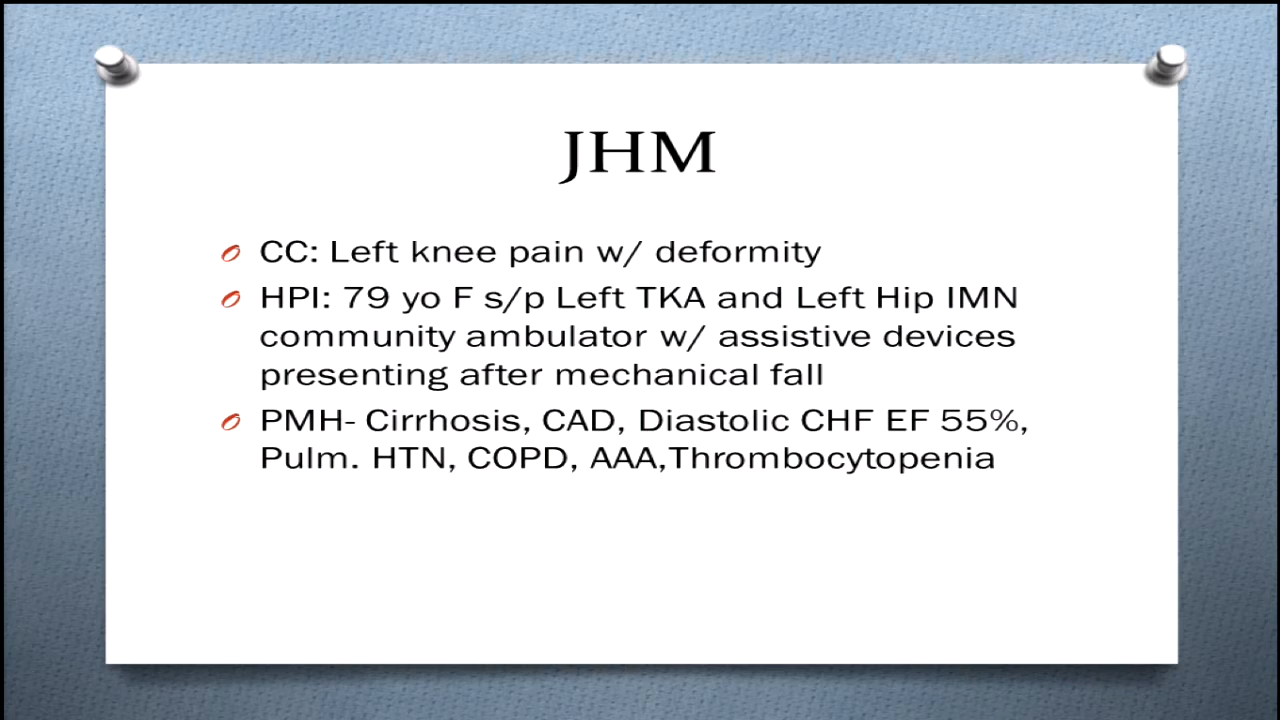 JHM
CC: Left knee pain w/ deformity
HPI: 79 yo F s/p Left TKA and Left Hip IMN
community ambulator w/ assistive devices
presenting after mechanical fall
PMH- Cirrhosis, CAD, Diastolic CHF EF 55%,
Pulm. HTN, COPD, AAA,Thrombocytopenia